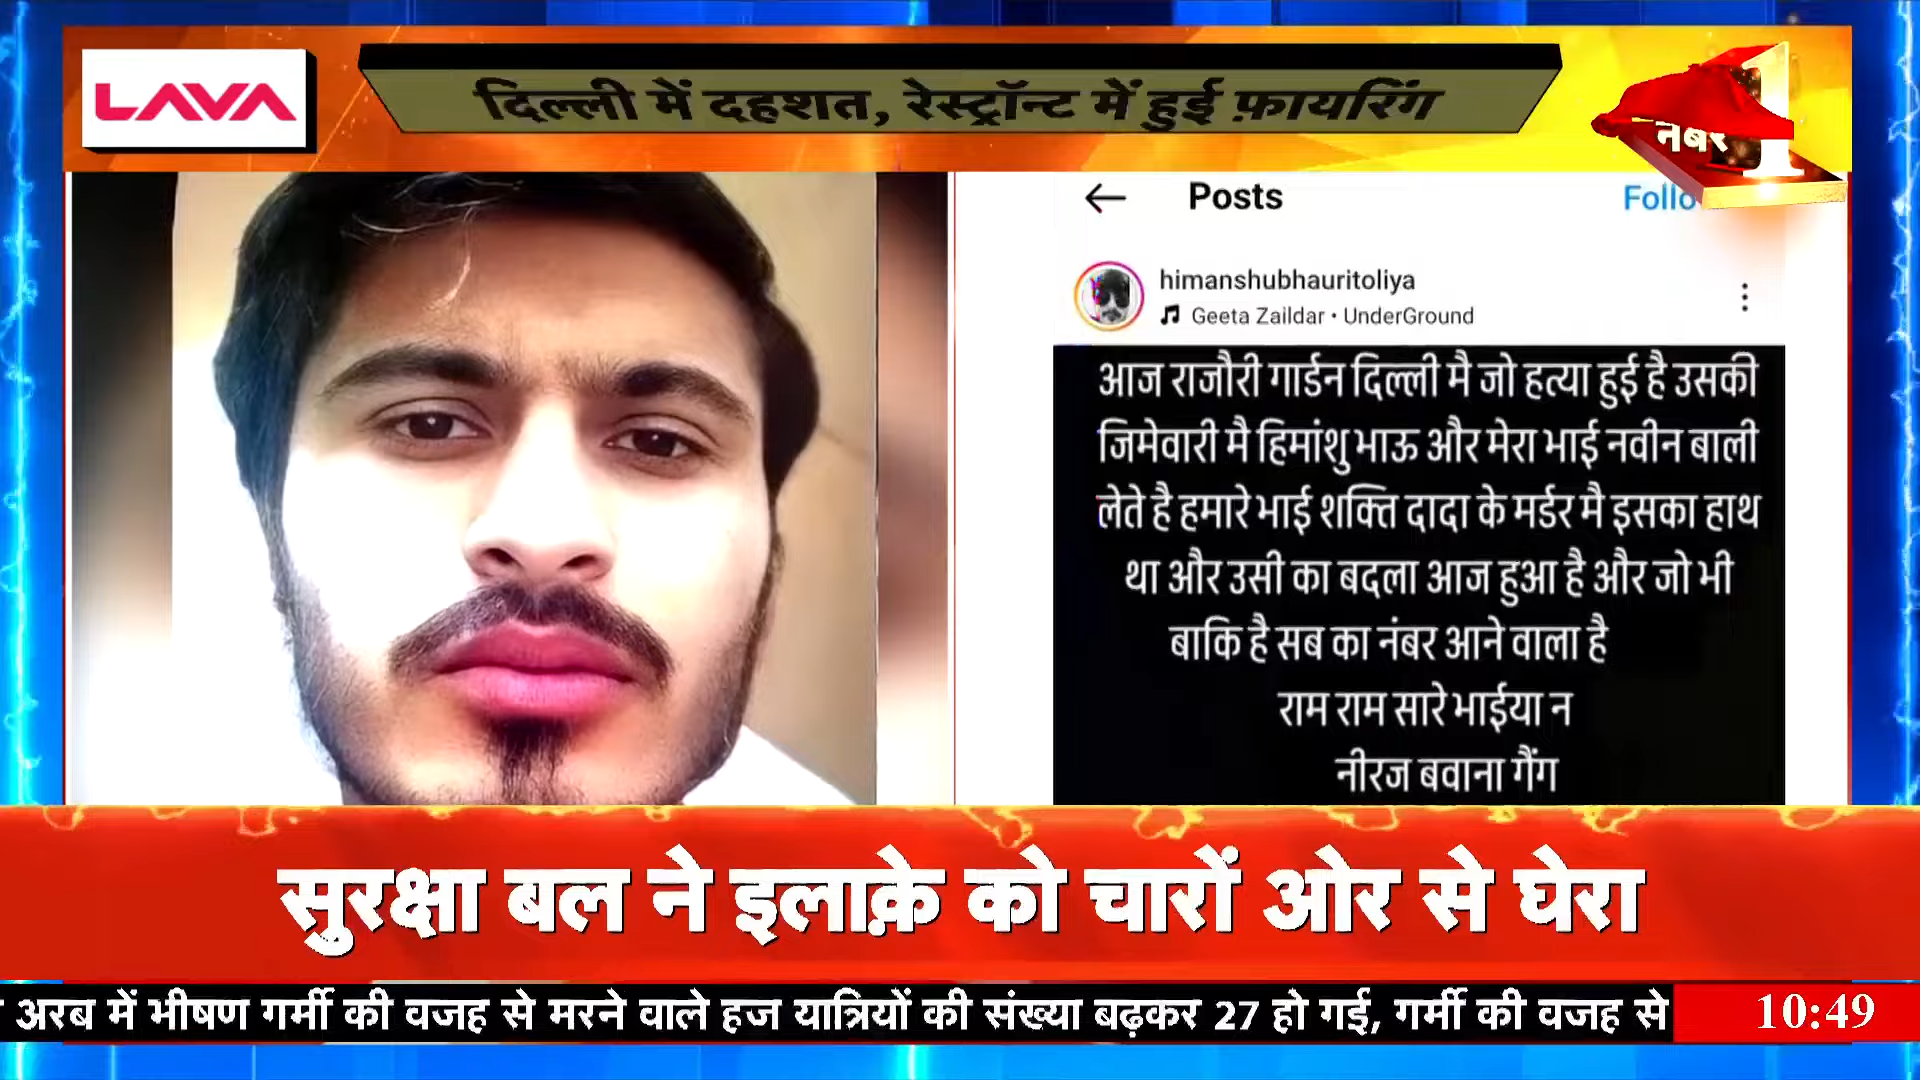 LAVA
दिल्ली में दहशत, रेस्ट्रॉन्ट में हुई फ़ायरिंग
नंबर 1
Posts
himanshubhauritoliya
Geeta Zaildar • UnderGround
आज राजौरी गार्डन दिल्ली मै जो हत्या हुई है उसकी
जिमेवारी मै हिमांशु भाऊ और मेरा भाई नवीन बाली
लेते है हमारे भाई शक्ति दादा के मर्डर मै इसका हाथ
था और उसी का बदला आज हुआ है और जो भी
बाकि है सब का नंबर आने वाला है
राम राम सारे भाईया न
नीरज बवाना गैंग
सुरक्षा बल ने इलाक़े को चारों ओर से घेरा
अरब में भीषण गर्मी की वजह से मरने वाले हज यात्रियों की संख्या बढ़कर 27 हो गई, गर्मी की वजह से
10:49